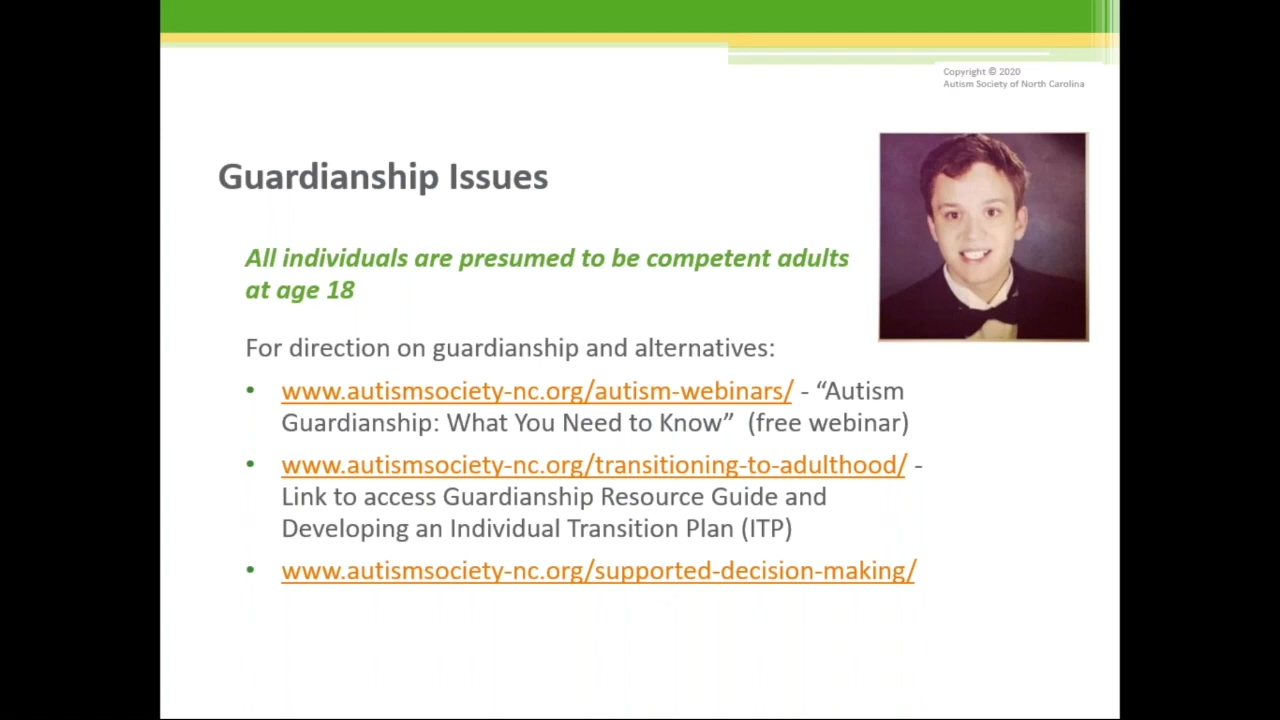 Copyright © 2020
Autism Society of North Carolina
Guardianship Issues
All individuals are presumed to be competent adults
at age 18
For direction on guardianship and alternatives:
• www.autismsociety-nc.org/autism-webinars/ - “Autism
Guardianship: What You Need to Know” (free webinar)
• www.autismsociety-nc.org/transitioning-to-adulthood/ -
Link to access Guardianship Resource Guide and
Developing an Individual Transition Plan (ITP)
• www.autismsociety-nc.org/supported-decision-making/